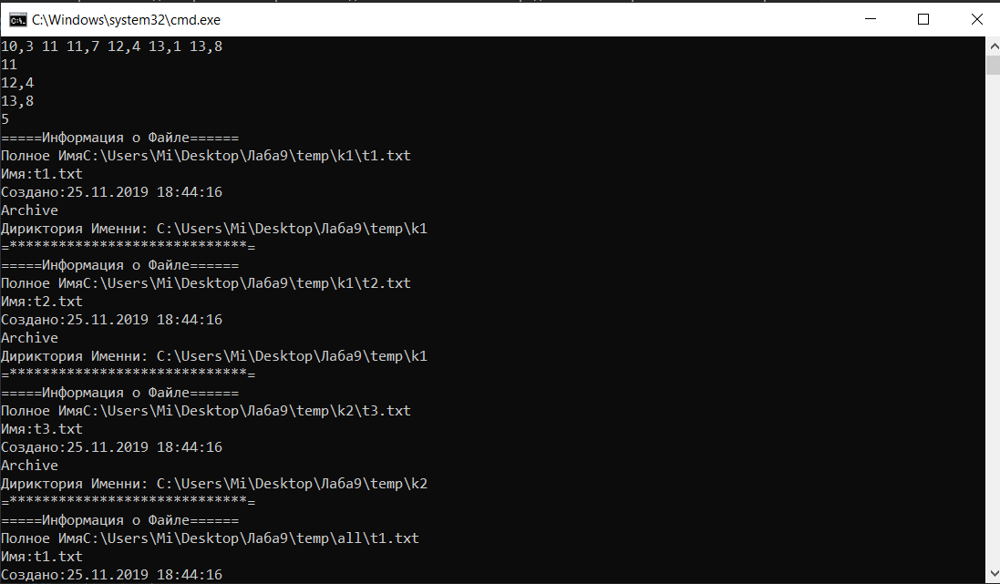 C:\Windows\system32\cmd.exe
10,3 11 11,7 12,4 13,1 13,8
11
12,4
13,8
5
=====Информация о Файле======
Полное ИмяC:\Users\Mi\Desktop\Лаба9\temp\k1\t1.txt
Имя:t1.txt
Создано:25.11.2019 18:44:16
Archive
Дириктория Именни: C:\Users\Mi\Desktop\Лаба9\temp\k1
=*****************************=
=====Информация о Файле======
Полное ИмяC:\Users\Mi\Desktop\Лаба9\temp\k1\t2.txt
Имя:t2.txt
Создано:25.11.2019 18:44:16
Archive
Дириктория Именни: C:\Users\Mi\Desktop\Лаба9\temp\k1
=*****************************=
=====Информация о Файле======
Полное ИмяC:\Users\Mi\Desktop\Лаба9\temp\k2\t3.txt
Имя:t3.txt
Создано:25.11.2019 18:44:16
Archive
Дириктория Именни: C:\Users\Mi\Desktop\Лаба9\temp\k2
=*****************************=
=====Информация о Файле======
Полное ИмяC:\Users\Mi\Desktop\Лаба9\temp\all\t1.txt
Имя:t1.txt
Создано:25.11.2019 18:44:16